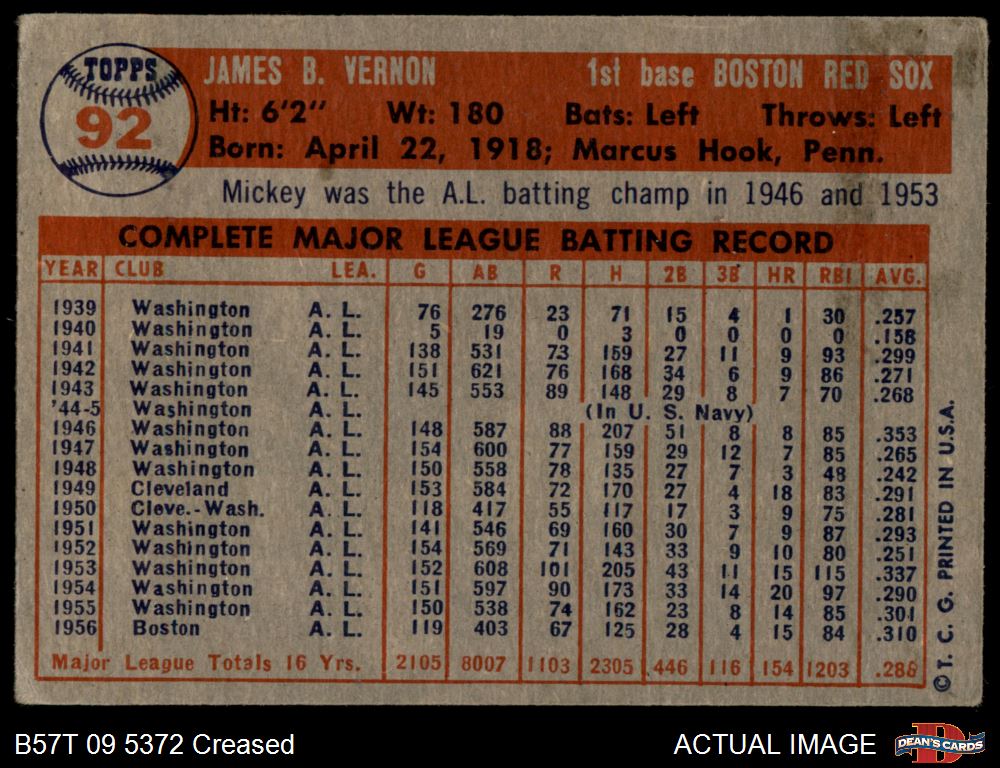 TOPPS
92
JAMES B. VERNON 1st base BOSTON RED SOX
Ht: 6'2" Wt: 180 Bats: Left Throws: Left
Born: April 22, 1918; Marcus Hook, Penn.
Mickey was the A.L. batting champ in 1946 and 1953
COMPLETE MAJOR LEAGUE BATTING RECORD
YEAR CLUB LEA. G AB R H 2B 3B HR RBI AVG.
1939 Washington A. L. 76 276 23 71 15 4 1 30 .257
1940 Washington A. L. 5 19 0 3 0 0 0 0 .158
1941 Washington A. L. 138 531 73 159 27 11 9 93 .299
1942 Washington A. L. 151 621 76 168 34 6 9 86 .271
1943 Washington A. L. 145 553 89 148 29 8 7 70 .268
'44-5 Washington A. L. (In U. S. Navy)
1946 Washington A. L. 148 587 88 207 51 8 8 85 .353
1947 Washington A. L. 154 600 77 159 29 12 7 85 .265
1948 Washington A. L. 150 558 78 135 27 7 3 48 .242
1949 Cleveland A. L. 153 584 72 170 27 4 18 83 .291
1950 Cleve.-Wash. A. L. 118 417 55 117 17 3 9 75 .281
1951 Washington A. L. 141 546 69 160 30 7 9 87 .293
1952 Washington A. L. 154 569 71 143 33 9 10 80 .251
1953 Washington A. L. 152 608 101 205 43 11 15 115 .337
1954 Washington A. L. 151 597 90 173 33 14 20 97 .290
1955 Washington A. L. 150 538 74 162 23 8 14 85 .301
1956 Boston A. L. 119 403 67 125 28 4 15 84 .310
Major League Totals 16 Yrs. 2105 8007 1103 2305 446 116 154 1203 .288
© T. C. G. PRINTED IN U.S.A.
B57T 09 5372 Creased ACTUAL IMAGE
DEAN'S CARDS